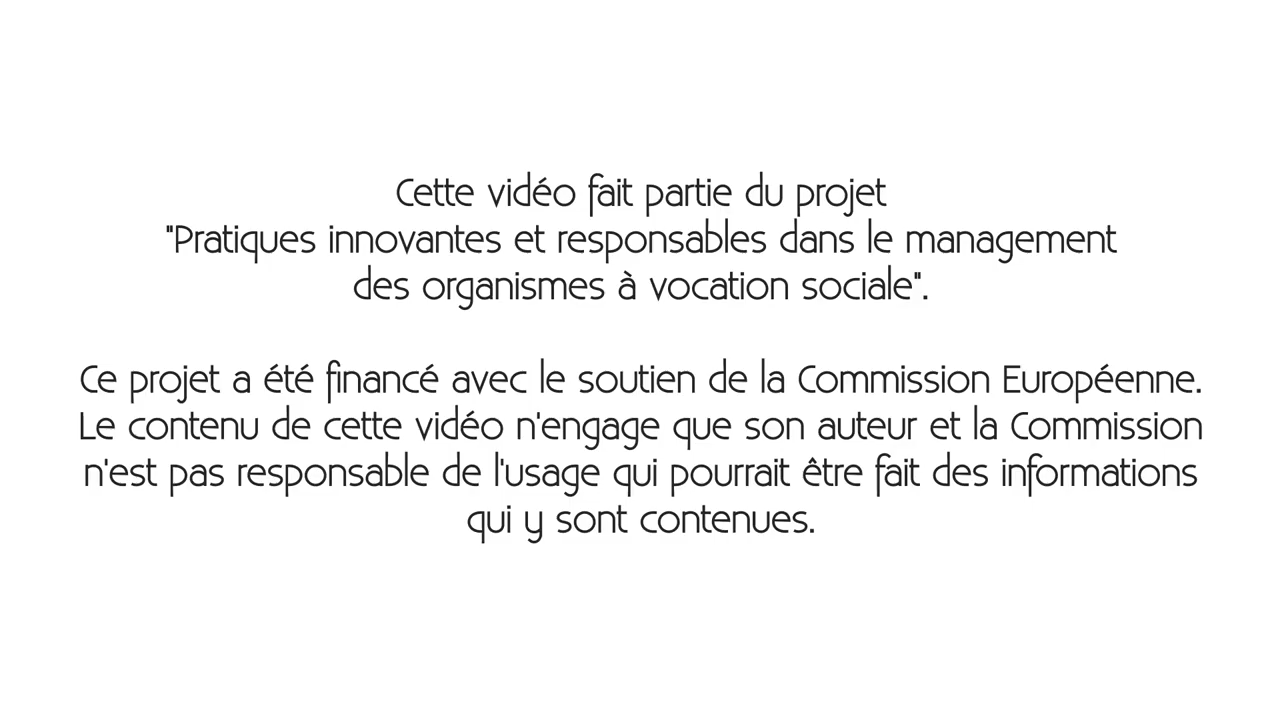 Cette vidéo fait partie du projet
"Pratiques innovantes et responsables dans le management
des organismes à vocation sociale".
Ce projet a été financé avec le soutien de la Commission Européenne.
Le contenu de cette vidéo n'engage que son auteur et la Commission
n'est pas responsable de l'usage qui pourrait être fait des informations
qui y sont contenues.